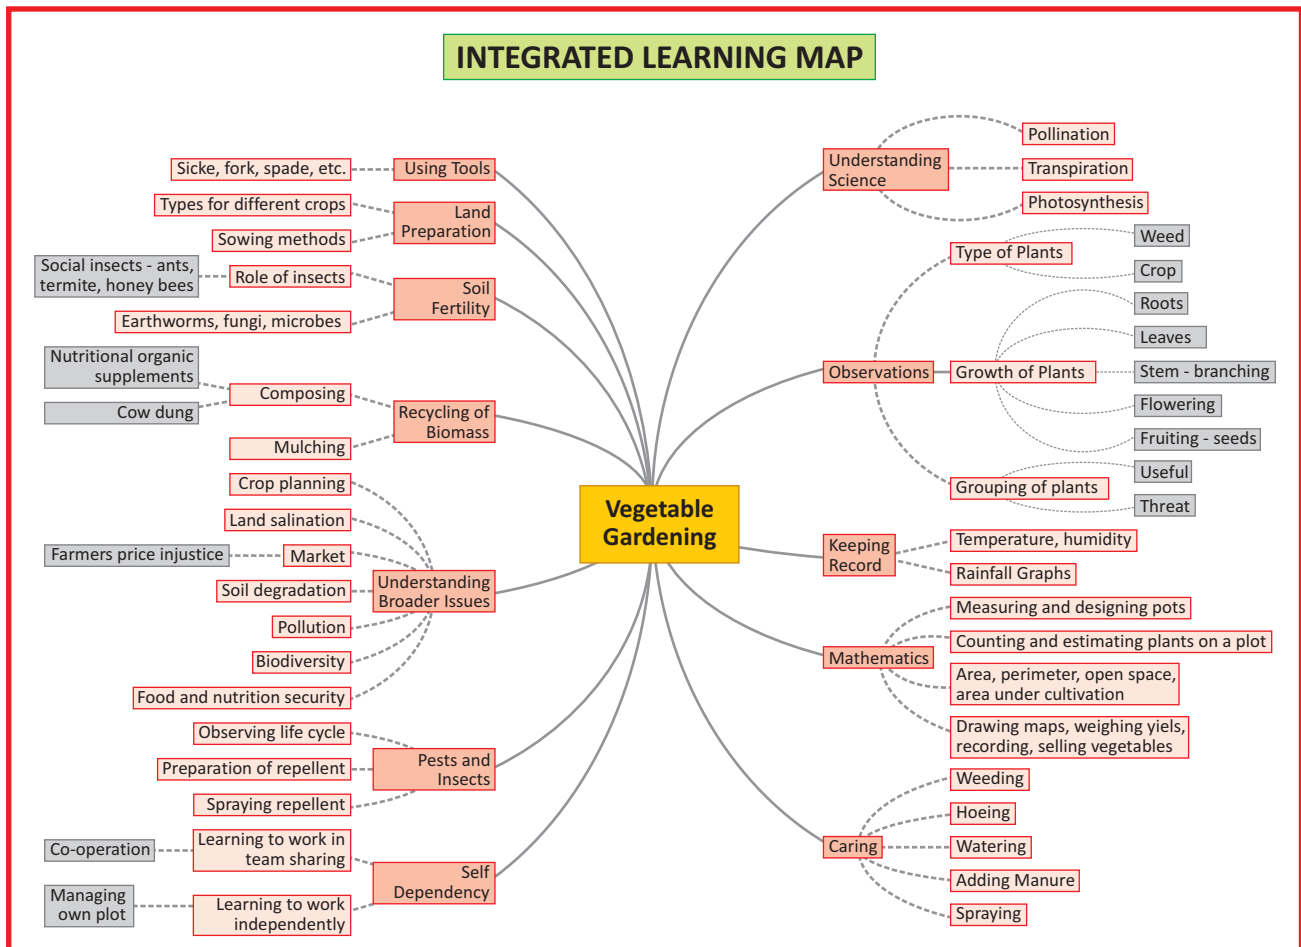 INTEGRATED LEARNING MAP
Vegetable
Gardening
Using Tools
Sicke, fork, spade, etc.
Land
Preparation
Types for different crops
Sowing methods
Soil
Fertility
Role of insects
Social insects - ants,
termite, honey bees
Earthworms, fungi, microbes
Recycling of
Biomass
Composing
Nutritional organic
supplements
Cow dung
Mulching
Understanding
Broader Issues
Crop planning
Land salination
Market
Farmers price injustice
Soil degradation
Pollution
Biodiversity
Food and nutrition security
Pests and
Insects
Observing life cycle
Preparation of repellent
Spraying repellent
Self
Dependency
Learning to work in
team sharing
Co-operation
Learning to work
independently
Managing
own plot
Understanding
Science
Pollination
Transpiration
Photosynthesis
Observations
Type of Plants
Weed
Crop
Growth of Plants
Roots
Leaves
Stem - branching
Flowering
Fruiting - seeds
Grouping of plants
Useful
Threat
Keeping
Record
Temperature, humidity
Rainfall Graphs
Mathematics
Measuring and designing pots
Counting and estimating plants on a plot
Area, perimeter, open space,
area under cultivation
Drawing maps, weighing yiels,
recording, selling vegetables
Caring
Weeding
Hoeing
Watering
Adding Manure
Spraying